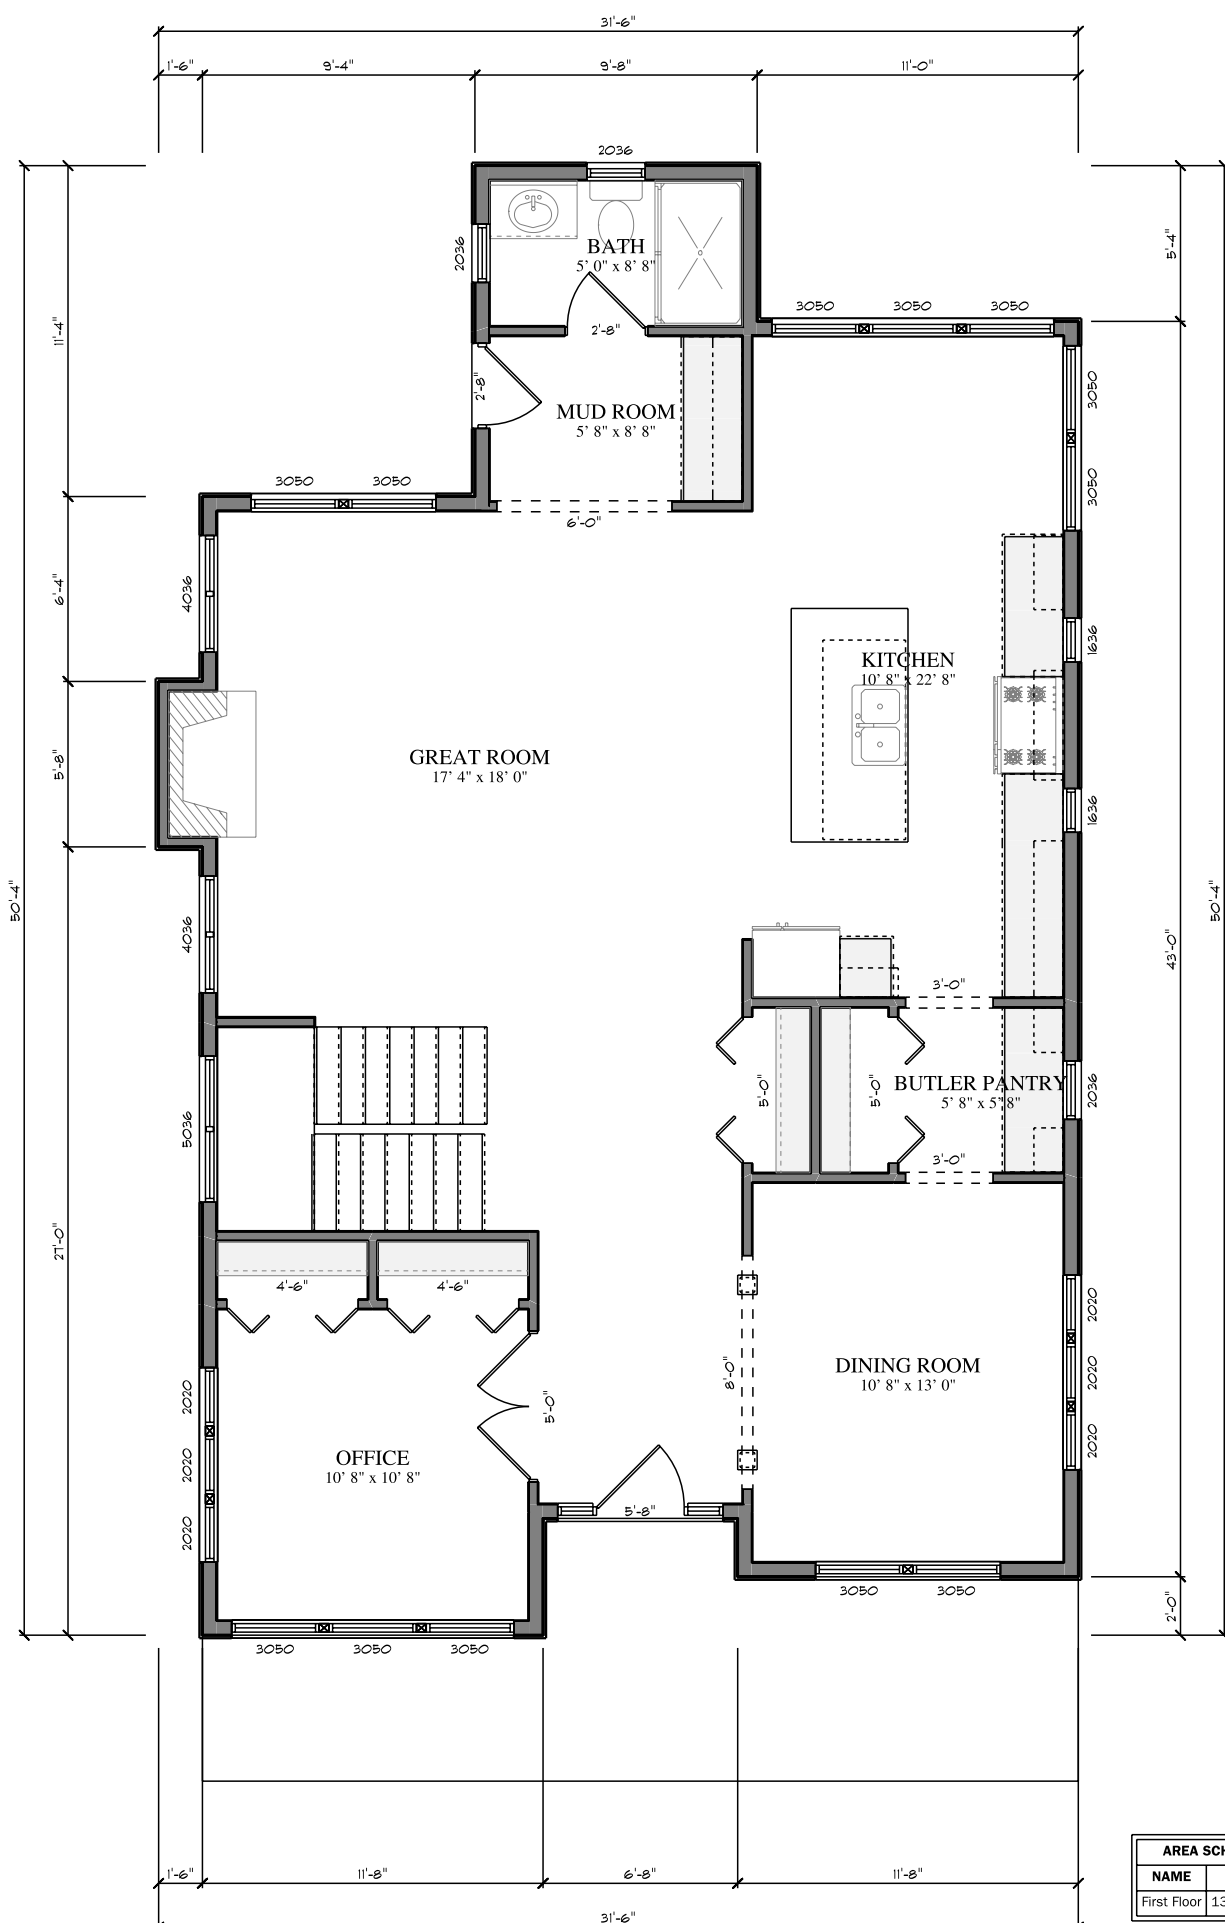 31'-6"
1'-6" 9'-4" 9'-8" 11'-0"
2036
2036
BATH
5' 0" x 8' 8"
5'-4"
11'-4"
2'-8"
3050 3050 3050
2'-8"
MUD ROOM
5' 8" x 8' 8"
3050
3050
3050 3050
6'-0"
4036
6'-4"
1636
KITCHEN
10' 8" x 22' 8"
GREAT ROOM
17' 4" x 18' 0"
5'-8"
1636
50'-4"
4036
50'-4"
43'-0"
3'-0"
5'-0"
5'-0"
BUTLER PANTRY
5' 8" x 5' 8"
2036
5036
3'-0"
27'-0"
4'-6" 4'-6"
2020
2020
2020
8'-0"
DINING ROOM
10' 8" x 13' 0"
5'-0"
2020
2020
2020
OFFICE
10' 8" x 10' 8"
5'-8"
3050 3050
2'-0"
3050 3050 3050
1'-6" 11'-8" 6'-8" 11'-8"
31'-6"
AREA
NAME
First Floor